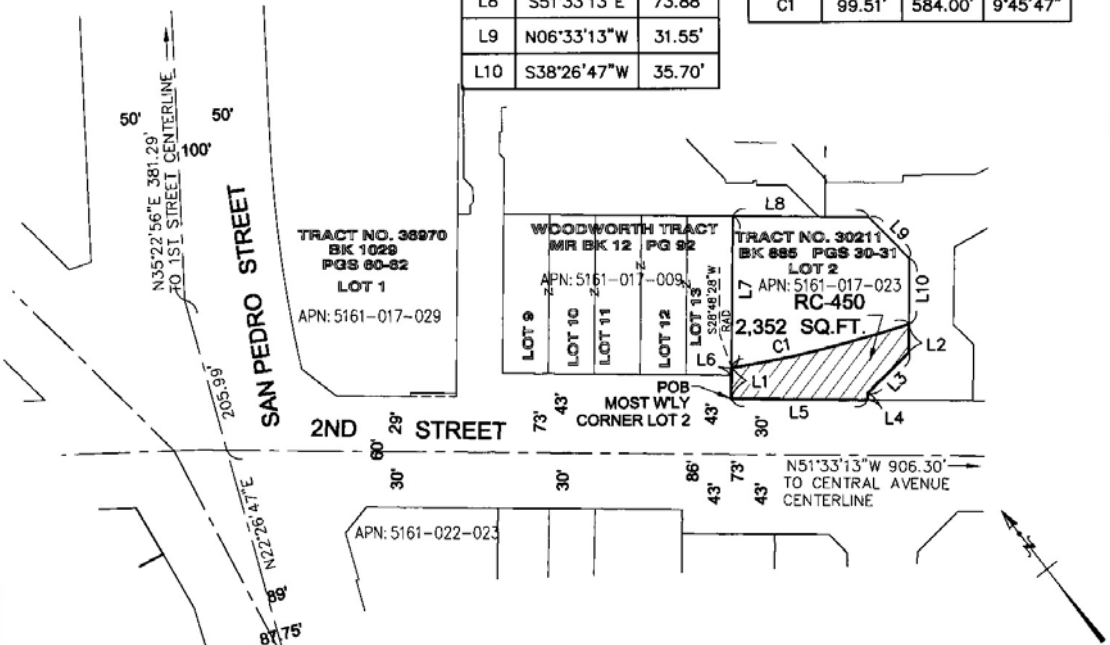 L8 S51°33'13"E 73.88'
C1 99.51' 584.00' 9°45'47"
L9 N06°33'13"W 31.55'
L10 S38°26'47"W 35.70'
50' 50'
100'
N35°22'56"E 381.29'
TO 1ST STREET CENTERLINE
SAN PEDRO STREET
205.99'
TRACT NO. 38970
BK 1029
PGS 60-62
LOT 1
APN: 5161-017-029
WOODWORTH TRACT
MR BK 12 PG 92
APN: 5161-017-009
LOT 9
LOT 10
LOT 11
LOT 12
LOT 13
S28°48'28"W
RAD
L8
L9
TRACT NO. 30211
BK 885 PGS 30-31
LOT 2
APN: 5161-017-023
RC-450
2,352 SQ.FT.
L7
L10
C1
L2
L6
L1
L3
L5
L4
POB
MOST W'LY
CORNER LOT 2
2ND STREET
60'
29'
30'
73'
43'
30'
43'
30'
86'
43'
73'
43'
N51°33'13"W 906.30'
TO CENTRAL AVENUE
CENTERLINE
N22°26'47"E
APN: 5161-022-023
89'
87.75'
N